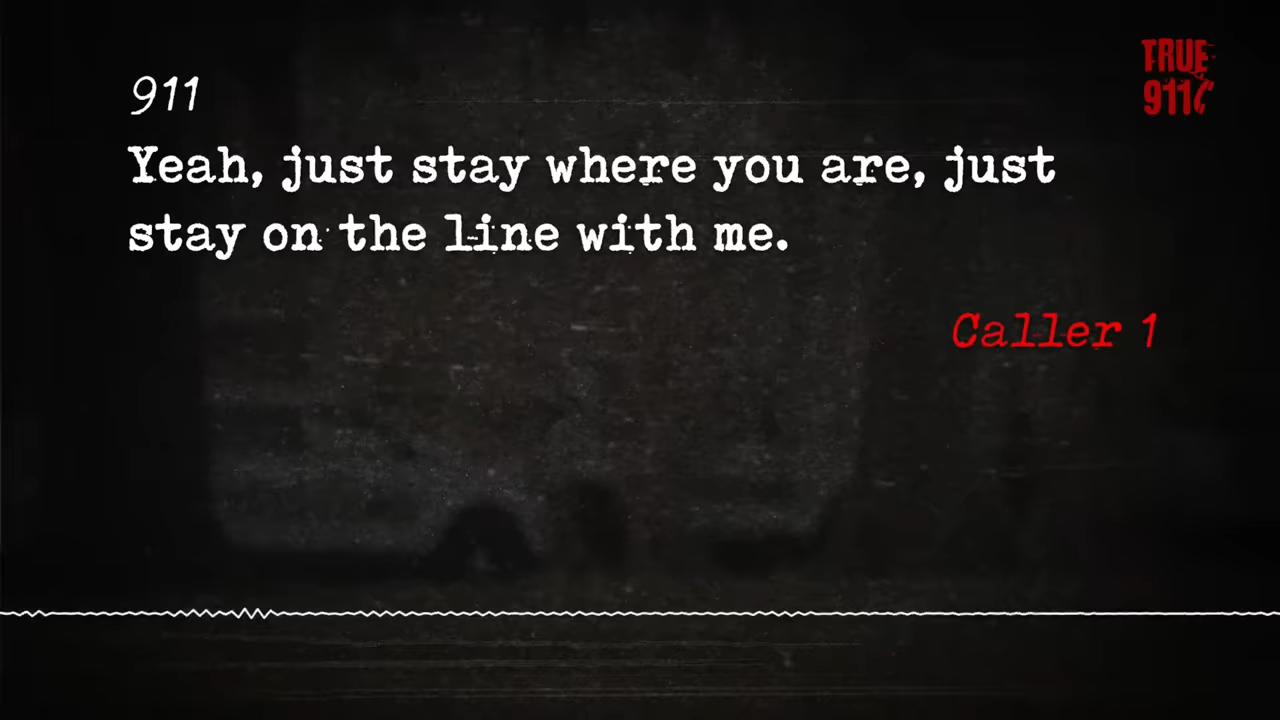 TRUE
911
911
Yeah, just stay where you are, just
stay on the line with me.
Caller 1